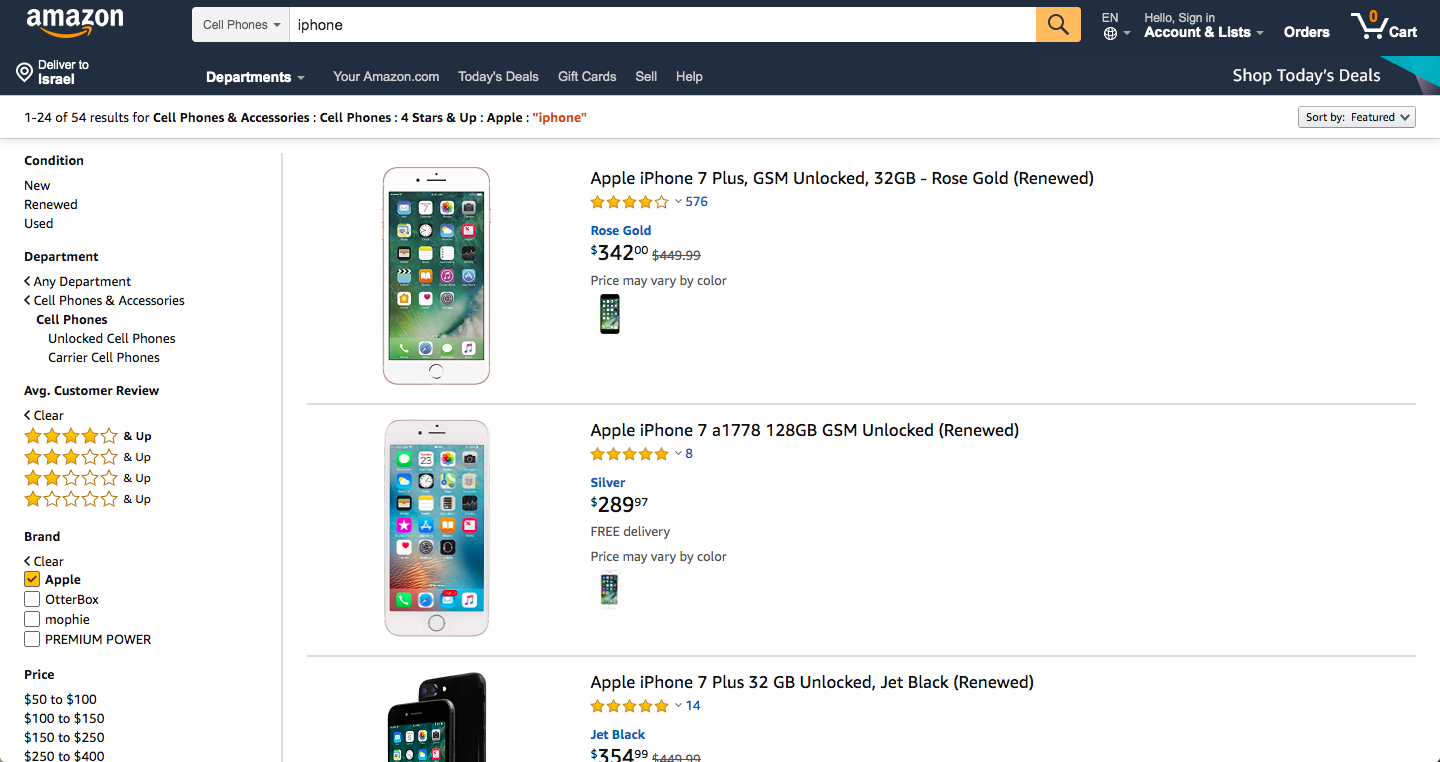 amazon
Cell Phones
iphone
EN
Hello, Sign in
Account & Lists
Orders
0
Cart
Deliver to
Israel
Departments
Your Amazon.com
Today's Deals
Gift Cards
Sell
Help
Shop Today's Deals
1-24 of 54 results for Cell Phones & Accessories : Cell Phones : 4 Stars & Up : Apple : "iphone"
Sort by: Featured
Condition
New
Renewed
Used
Department
Any Department
Cell Phones & Accessories
Cell Phones
Unlocked Cell Phones
Carrier Cell Phones
Avg. Customer Review
Clear
& Up
& Up
& Up
& Up
Brand
Clear
Apple
OtterBox
mophie
PREMIUM POWER
Price
$50 to $100
$100 to $150
$150 to $250
$250 to $400
Apple iPhone 7 Plus, GSM Unlocked, 32GB - Rose Gold (Renewed)
576
Rose Gold
$34200 $449.99
Price may vary by color
Apple iPhone 7 a1778 128GB GSM Unlocked (Renewed)
8
Silver
$28997
FREE delivery
Price may vary by color
23
Apple iPhone 7 Plus 32 GB Unlocked, Jet Black (Renewed)
14
Jet Black
$35499 $449.99